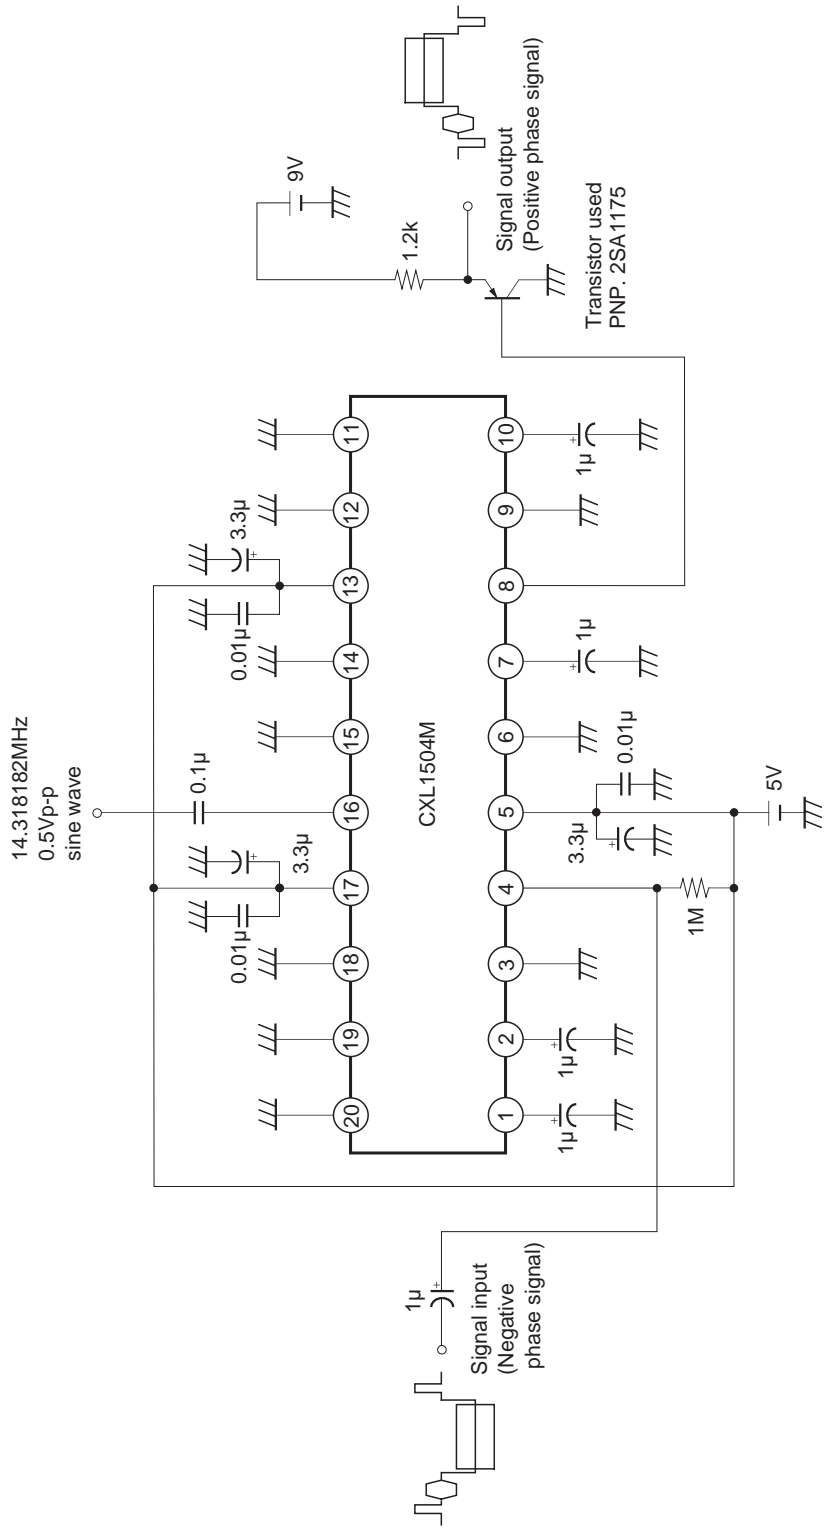 14.318182MHz
0.5Vp-p
sine wave
0.1µ
0.01µ
3.3µ
0.01µ
3.3µ
20 19 18 17 16 15 14 13 12 11
CXL1504M
1 2 3 4 5 6 7 8 9 10
1µ
1µ
1M
3.3µ
0.01µ
5V
1µ
1µ
1µ
Signal input
(Negative
phase signal)
9V
1.2k
Signal output
(Positive phase signal)
Transistor used
PNP. 2SA1175